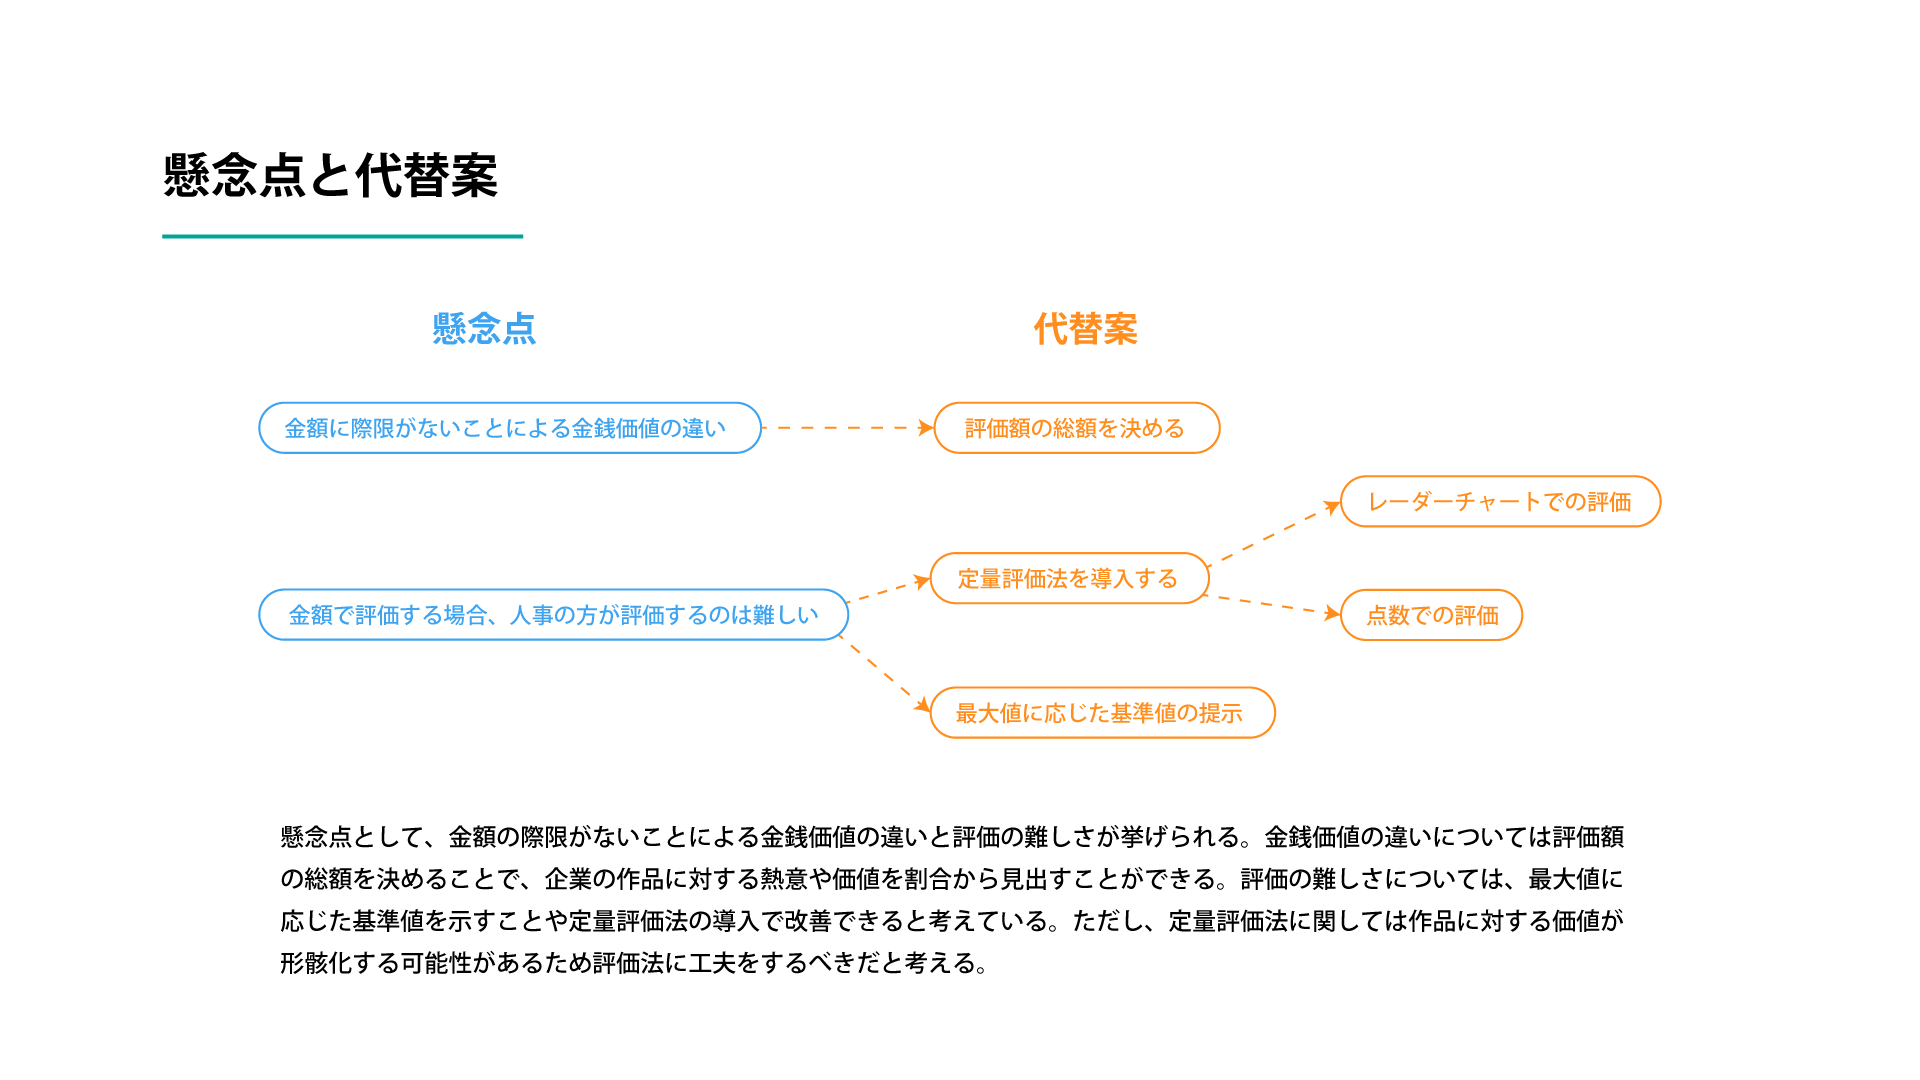 懸念点と代替案
懸念点
代替案
金額に際限がないことによる金銭価値の違い
評価額の総額を決める
レーダーチャートでの評価
定量評価法を導入する
金額で評価する場合、人事の方が評価するのは難しい
点数での評価
最大値に応じた基準値の提示
懸念点として、金額の際限がないことによる金銭価値の違いと評価の難しさが挙げられる。金銭価値の違いについては評価額
の総額を決めることで、企業の作品に対する熱意や価値を割合から見出すことができる。評価の難しさについては、最大値に
応じた基準値を示すことや定量評価法の導入で改善できると考えている。ただし、定量評価法に関しては作品に対する価値が
形骸化する可能性があるため評価法に工夫をするべきだと考える。